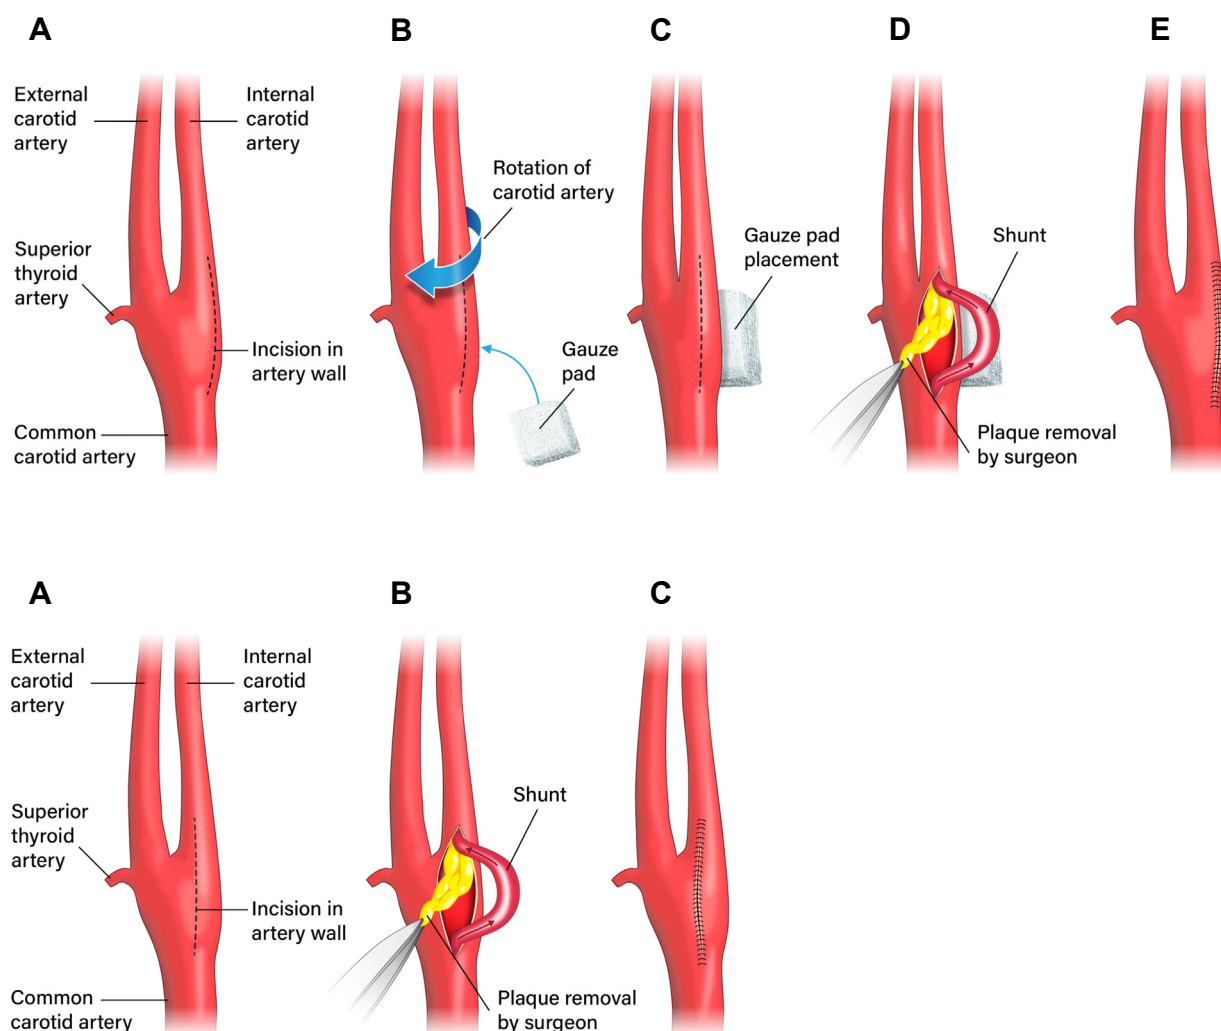 A
B
C
D
E
External
carotid
artery
Internal
carotid
artery
Superior
thyroid
artery
Incision in
artery wall
Common
carotid artery
Rotation of
carotid artery
Gauze
pad
Gauze pad
placement
Shunt
Plaque removal
by surgeon
A
B
C
External
carotid
artery
Internal
carotid
artery
Superior
thyroid
artery
Incision in
artery wall
Common
carotid artery
Shunt
Plaque removal
by surgeon